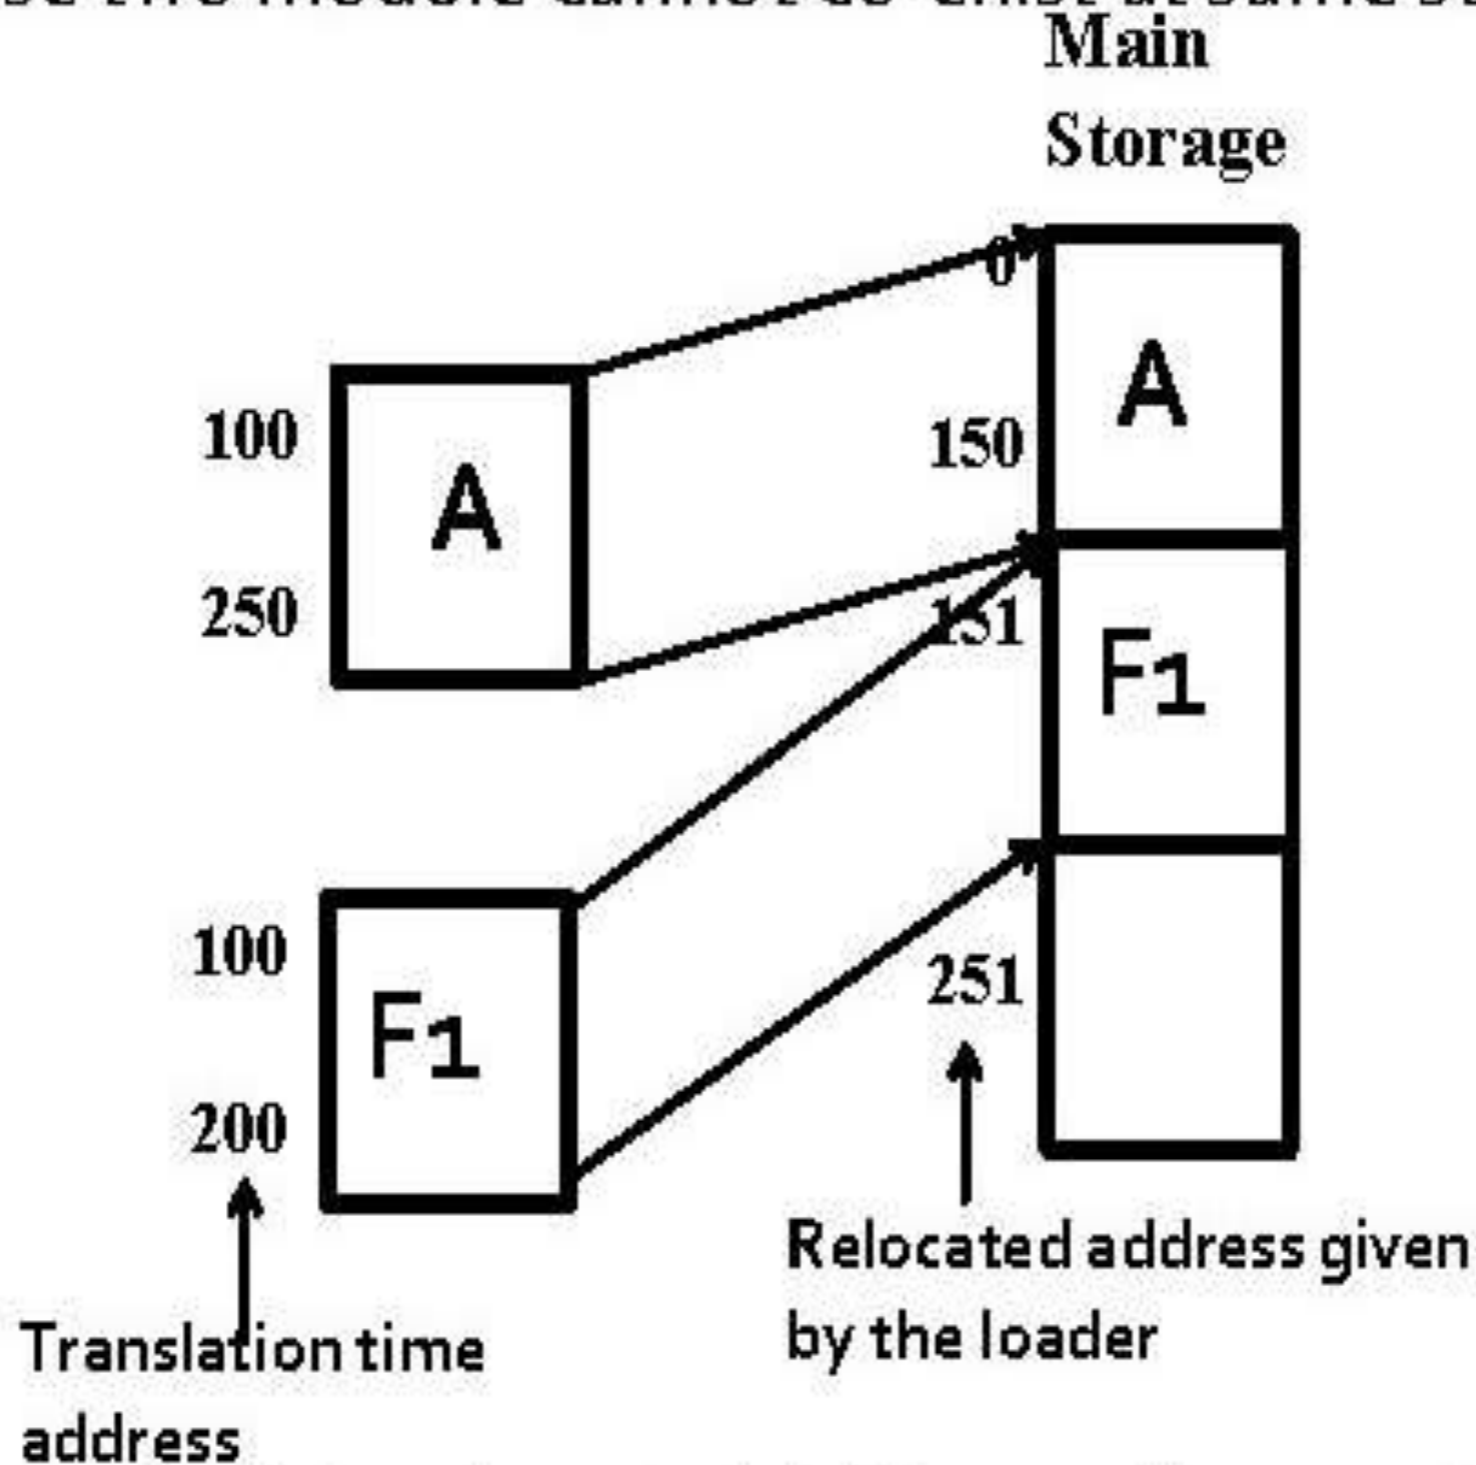 Main
Storage
0
A
100
150
A
250
151
F1
100
F1
251
200
Relocated address given
by the loader
Translation time
address